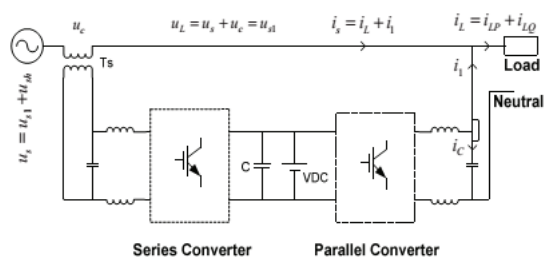 u_c
u_L = u_s + u_c = u_s1
i_s = i_L + i_1
i_L = i_LP + i_LQ
Ts
i_1
Load
Neutral
u_s = u_s1 + u_sh
i_C
C
VDC
Series Converter
Parallel Converter